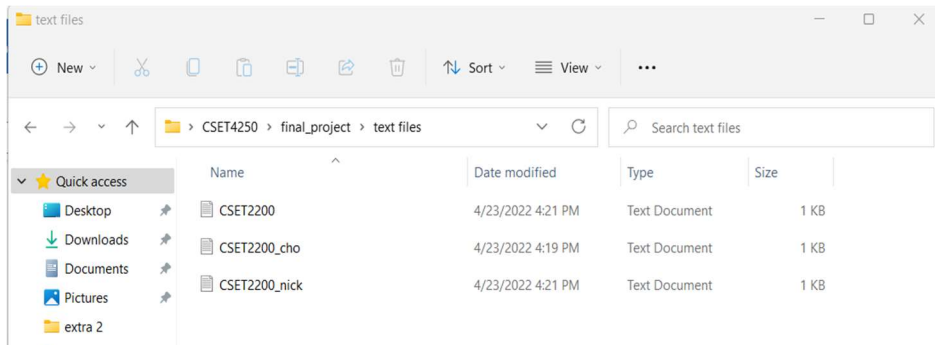 text files
New Sort View ...
CSET4250 > final_project > text files Search text files
Quick access
Desktop
Downloads
Documents
Pictures
extra 2
Name Date modified Type Size
CSET2200 4/23/2022 4:21 PM Text Document 1 KB
CSET2200_cho 4/23/2022 4:19 PM Text Document 1 KB
CSET2200_nick 4/23/2022 4:21 PM Text Document 1 KB